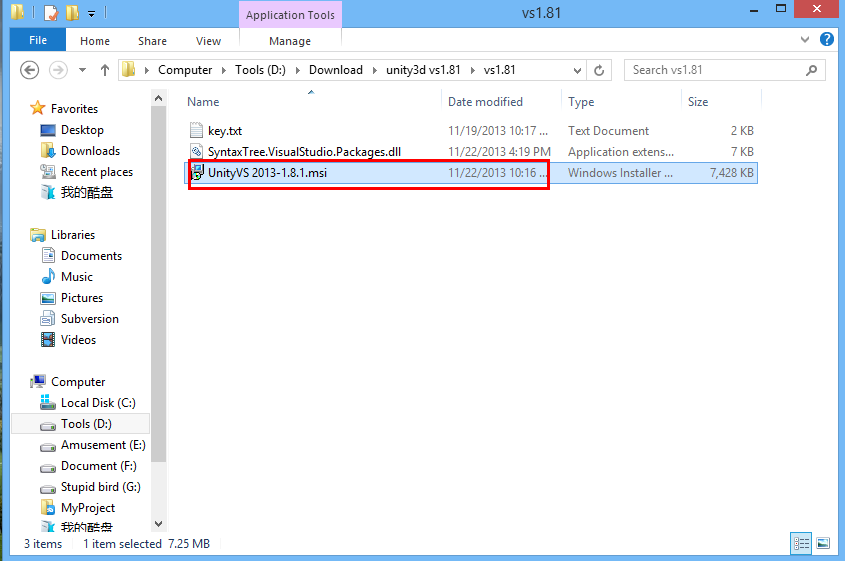 Application Tools
vs1.81
File Home Share View Manage
Computer Tools (D:) Download unity3d vs1.81 vs1.81
Search vs1.81
Name Date modified Type Size
key.txt 11/19/2013 10:17 ... Text Document 2 KB
SyntaxTree.VisualStudio.Packages.dll 11/22/2013 4:19 PM Application extens... 7 KB
UnityVS 2013-1.8.1.msi 11/22/2013 10:16 ... Windows Installer ... 7,428 KB
Favorites
Desktop
Downloads
Recent places
我的酷盘
Libraries
Documents
Music
Pictures
Subversion
Videos
Computer
Local Disk (C:)
Tools (D:)
Amusement (E:)
Document (F:)
Stupid bird (G:)
MyProject
我的酷盘
3 items 1 item selected 7.25 MB